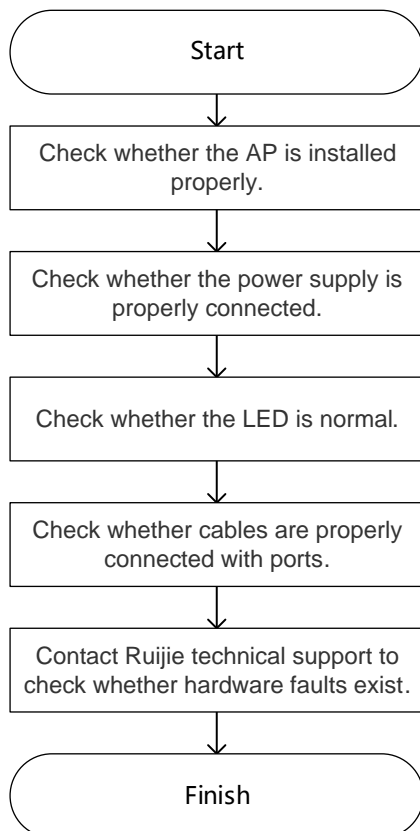 Start
Check whether the AP is installed
properly.
Check whether the power supply is
properly connected.
Check whether the LED is normal.
Check whether cables are properly
connected with ports.
Contact Ruijie technical support to
check whether hardware faults exist.
Finish